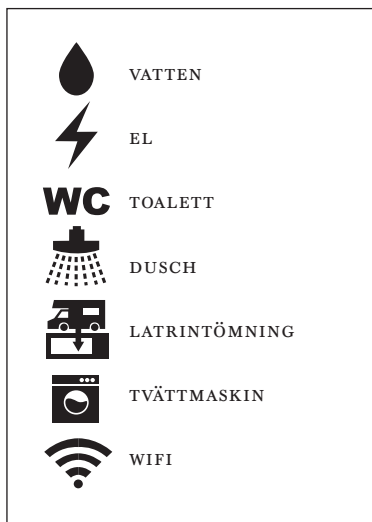 VATTEN
EL
WC TOALETT
DUSCH
LATRINTÖMNING
TVÄTTMASKIN
WIFI